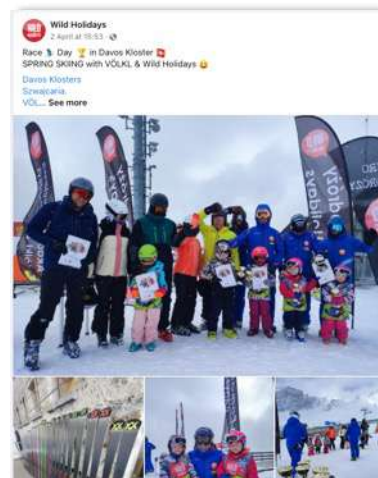 Wild Holidays
2 April at 15:53 ·
Race Day in Davos Kloster
SPRING SKIING with VÖLKL & Wild Holidays
Davos Klosters
Szwajcaria.
VÖL... See more